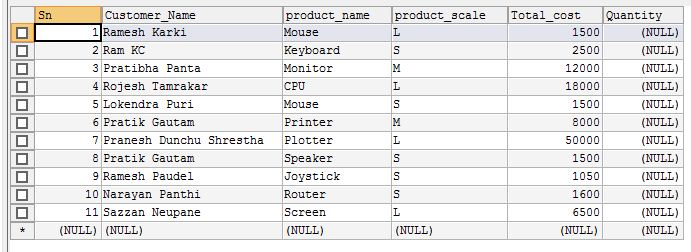 Sn Customer_Name product_name product_scale Total_cost Quantity
1 Ramesh Karki Mouse L 1500 (NULL)
2 Ram KC Keyboard S 2500 (NULL)
3 Pratibha Panta Monitor M 12000 (NULL)
4 Rojesh Tamrakar CPU L 18000 (NULL)
5 Lokendra Puri Mouse S 1500 (NULL)
6 Pratik Gautam Printer M 8000 (NULL)
7 Pranesh Dunchu Shrestha Plotter L 50000 (NULL)
8 Pratik Gautam Speaker S 1500 (NULL)
9 Ramesh Paudel Joystick S 1050 (NULL)
10 Narayan Panthi Router S 1600 (NULL)
11 Sazzan Neupane Screen L 6500 (NULL)
* (NULL) (NULL) (NULL) (NULL) (NULL) (NULL)